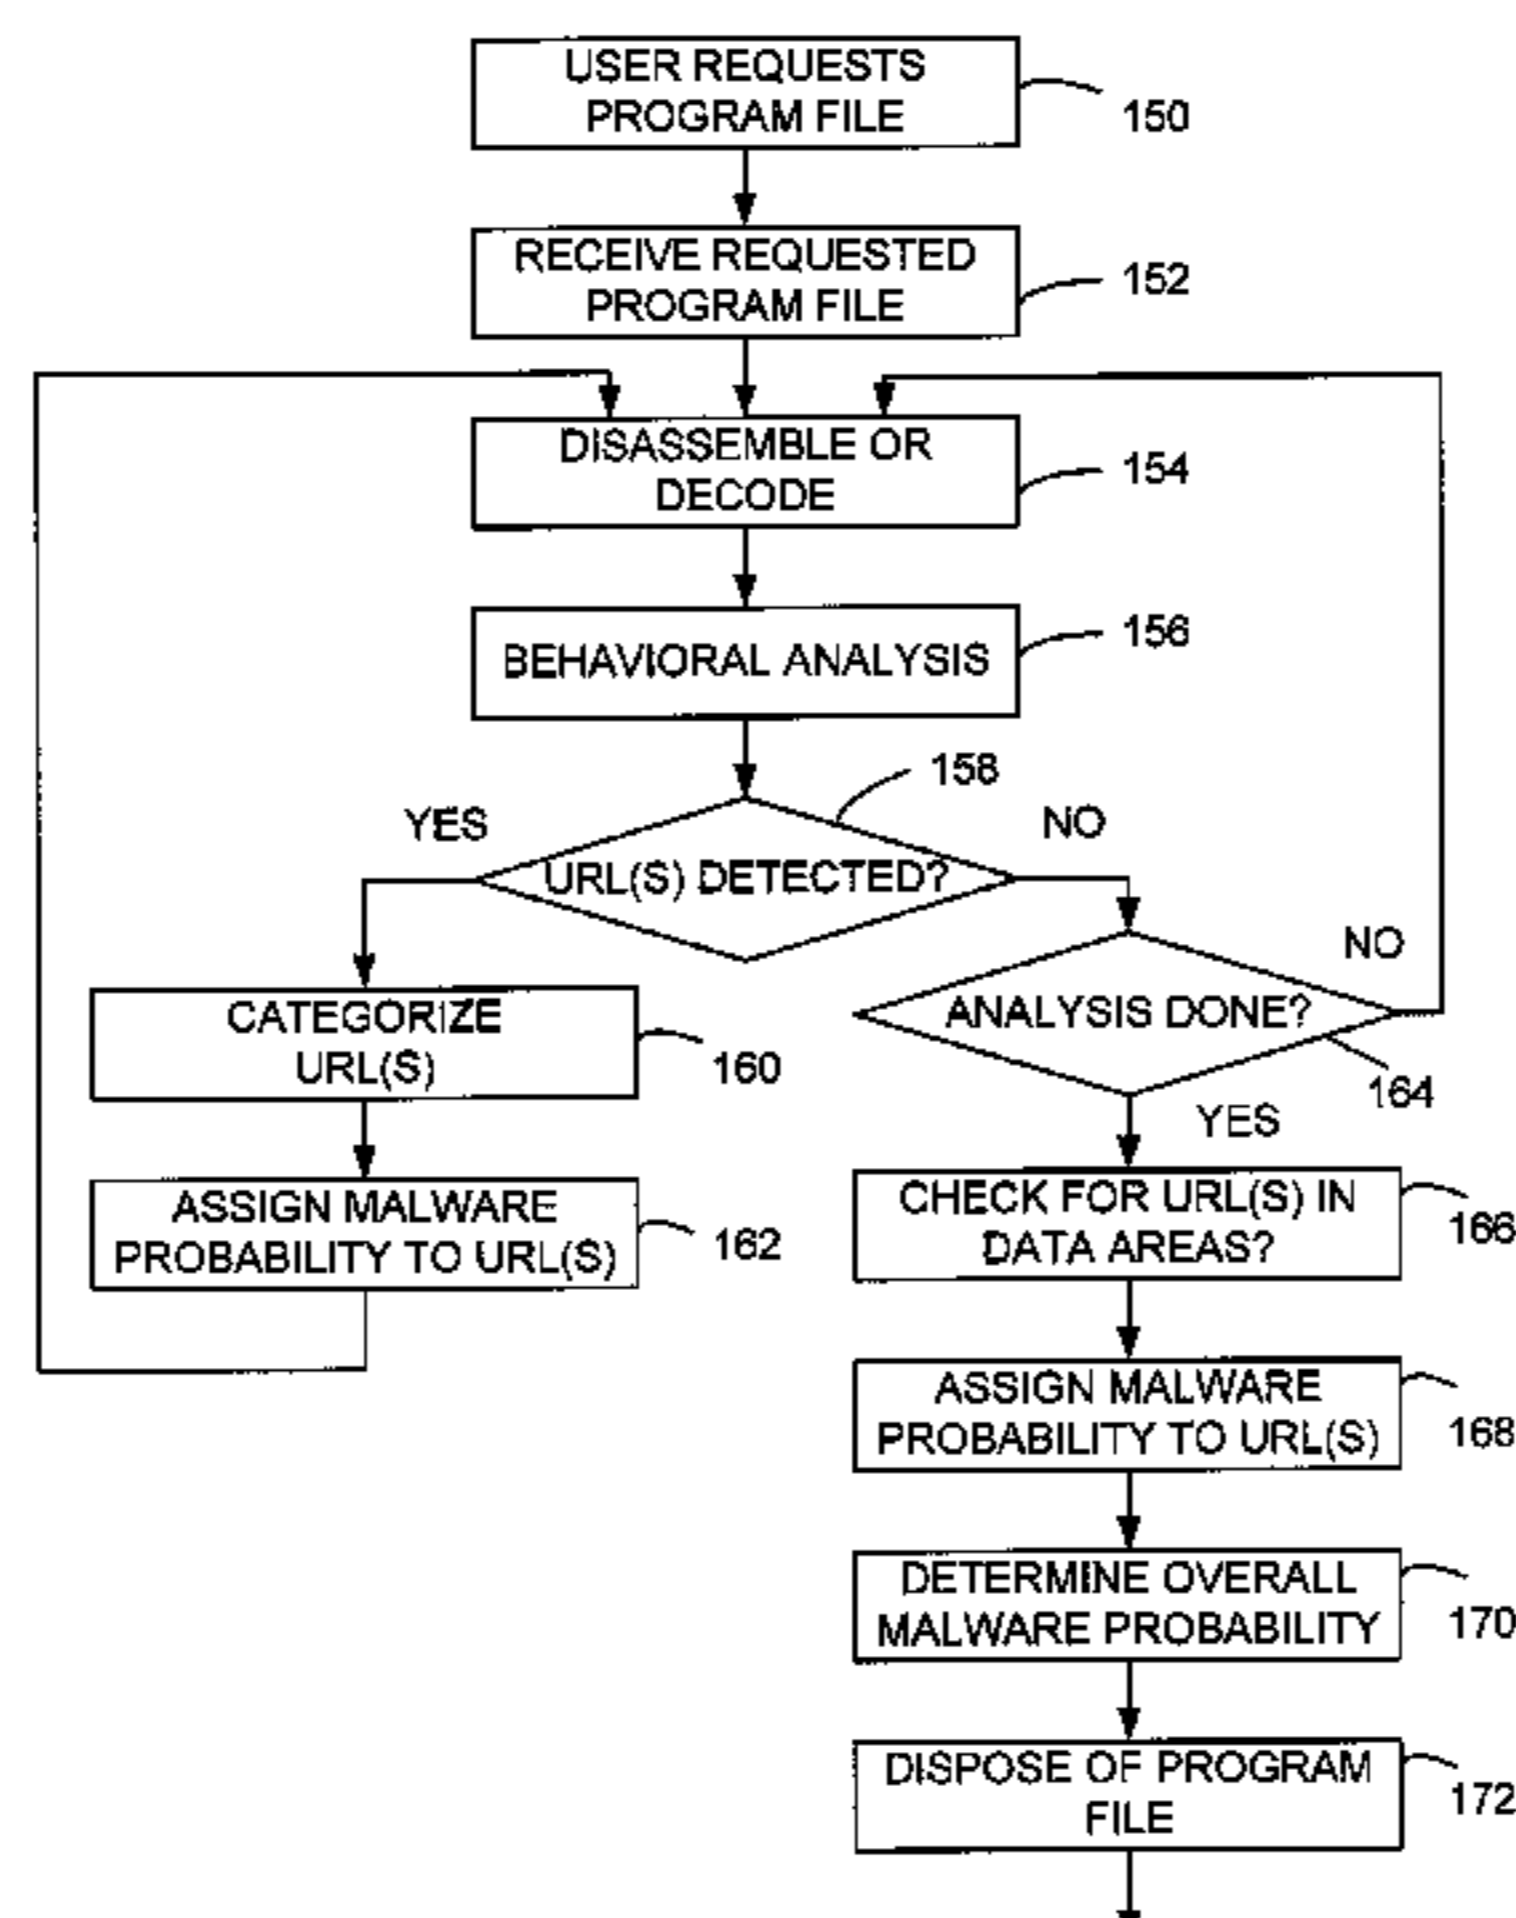 USER REQUESTS
PROGRAM FILE
150
RECEIVE REQUESTED
PROGRAM FILE
152
DISASSEMBLE OR
DECODE
154
BEHAVIORAL ANALYSIS
156
158
YES
NO
URL(S) DETECTED?
NO
ANALYSIS DONE?
164
YES
CATEGORIZE
URL(S)
160
ASSIGN MALWARE
PROBABILITY TO URL(S)
162
CHECK FOR URL(S) IN
DATA AREAS?
166
ASSIGN MALWARE
PROBABILITY TO URL(S)
168
DETERMINE OVERALL
MALWARE PROBABILITY
170
DISPOSE OF PROGRAM
FILE
172